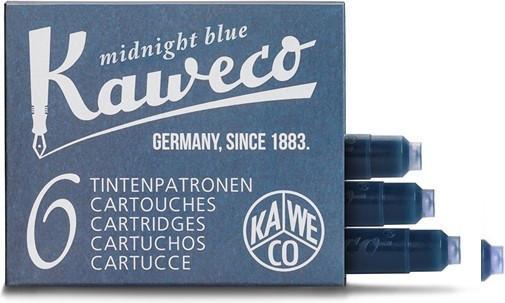 midnight blue
Kaweco
GERMANY, SINCE 1883.
6
TINTENPATRONEN
CARTOUCHES
CARTRIDGES
CARTUCHOS
CARTUCCE
KA WE
CO